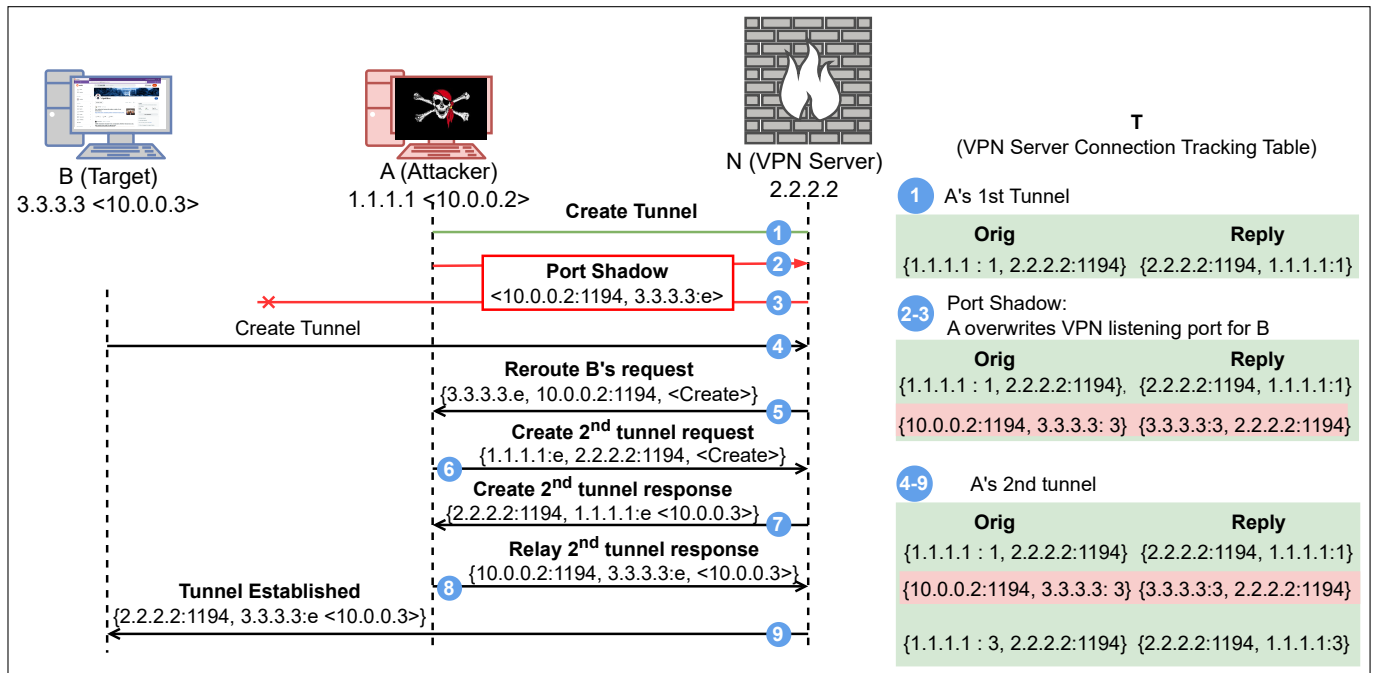 B (Target)
3.3.3.3 <10.0.0.3>
A (Attacker)
1.1.1.1 <10.0.0.2>
N (VPN Server)
2.2.2.2
Create Tunnel
1
2
Port Shadow
<10.0.0.2:1194, 3.3.3.3:e>
3
Create Tunnel
4
Reroute B's request
{3.3.3.3.e, 10.0.0.2:1194, <Create>}
5
Create 2nd tunnel request
{1.1.1.1:e, 2.2.2.2:1194, <Create>}
6
Create 2nd tunnel response
{2.2.2.2:1194, 1.1.1.1:e <10.0.0.3>}
7
Relay 2nd tunnel response
{10.0.0.2:1194, 3.3.3.3:e, <10.0.0.3>}
8
Tunnel Established
{2.2.2.2:1194, 3.3.3.3:e <10.0.0.3>}
9
T
(VPN Server Connection Tracking Table)
1 A's 1st Tunnel
Orig Reply
{1.1.1.1 : 1, 2.2.2.2:1194} {2.2.2.2:1194, 1.1.1.1:1}
2-3 Port Shadow:
A overwrites VPN listening port for B
Orig Reply
{1.1.1.1 : 1, 2.2.2.2:1194}, {2.2.2.2:1194, 1.1.1.1:1}
{10.0.0.2:1194, 3.3.3.3: 3} {3.3.3.3:3, 2.2.2.2:1194}
4-9 A's 2nd tunnel
Orig Reply
{1.1.1.1 : 1, 2.2.2.2:1194} {2.2.2.2:1194, 1.1.1.1:1}
{10.0.0.2:1194, 3.3.3.3: 3} {3.3.3.3:3, 2.2.2.2:1194}
{1.1.1.1 : 3, 2.2.2.2:1194} {2.2.2.2:1194, 1.1.1.1:3}